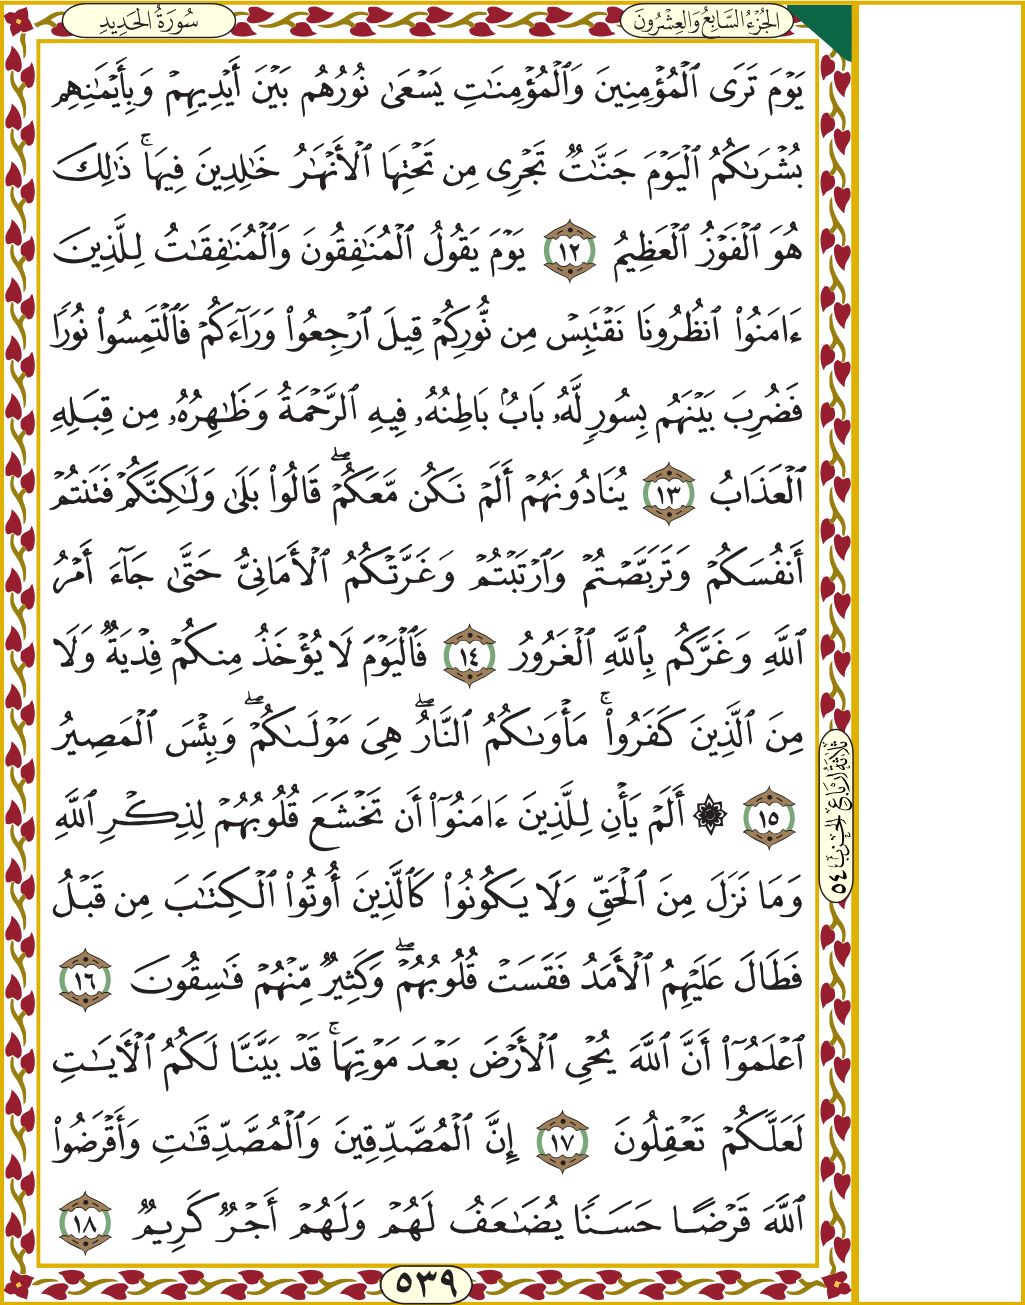 الجُزْءُ السَّابِعُ وَالعِشْرُونَ
سُورَةُ الحَدِيدِ
يَوْمَ تَرَى ٱلْمُؤْمِنِينَ وَٱلْمُؤْمِنَٰتِ يَسْعَىٰ نُورُهُم بَيْنَ أَيْدِيهِمْ وَبِأَيْمَٰنِهِم
بُشْرَىٰكُمُ ٱلْيَوْمَ جَنَّٰتٌ تَجْرِى مِن تَحْتِهَا ٱلْأَنْهَٰرُ خَٰلِدِينَ فِيهَا ۚ ذَٰلِكَ
هُوَ ٱلْفَوْزُ ٱلْعَظِيمُ ١٢ يَوْمَ يَقُولُ ٱلْمُنَٰفِقُونَ وَٱلْمُنَٰفِقَٰتُ لِلَّذِينَ
ءَامَنُوا۟ ٱنظُرُونَا نَقْتَبِسْ مِن نُّورِكُمْ قِيلَ ٱرْجِعُوا۟ وَرَآءَكُمْ فَٱلْتَمِسُوا۟ نُورًا
فَضُرِبَ بَيْنَهُم بِسُورٍ لَّهُۥ بَابٌۢ بَاطِنُهُۥ فِيهِ ٱلرَّحْمَةُ وَظَٰهِرُهُۥ مِن قِبَلِهِ
ٱلْعَذَابُ ١٣ يُنَادُونَهُمْ أَلَمْ نَكُن مَّعَكُمْ ۖ قَالُوا۟ بَلَىٰ وَلَٰكِنَّكُمْ فَتَنتُمْ
أَنفُسَكُمْ وَتَرَبَّصْتُمْ وَٱرْتَبْتُمْ وَغَرَّتْكُمُ ٱلْأَمَانِىُّ حَتَّىٰ جَآءَ أَمْرُ
ٱللَّهِ وَغَرَّكُم بِٱللَّهِ ٱلْغَرُورُ ١٤ فَٱلْيَوْمَ لَا يُؤْخَذُ مِنكُمْ فِدْيَةٌ وَلَا
مِنَ ٱلَّذِينَ كَفَرُوا۟ ۚ مَأْوَىٰكُمُ ٱلنَّارُ ۖ هِىَ مَوْلَىٰكُمْ ۖ وَبِئْسَ ٱلْمَصِيرُ
١٥ ۞ أَلَمْ يَأْنِ لِلَّذِينَ ءَامَنُوٓا۟ أَن تَخْشَعَ قُلُوبُهُمْ لِذِكْرِ ٱللَّهِ
وَمَا نَزَلَ مِنَ ٱلْحَقِّ وَلَا يَكُونُوا۟ كَٱلَّذِينَ أُوتُوا۟ ٱلْكِتَٰبَ مِن قَبْلُ
فَطَالَ عَلَيْهِمُ ٱلْأَمَدُ فَقَسَتْ قُلُوبُهُمْ ۖ وَكَثِيرٌ مِّنْهُمْ فَٰسِقُونَ ١٦
ٱعْلَمُوٓا۟ أَنَّ ٱللَّهَ يُحْىِ ٱلْأَرْضَ بَعْدَ مَوْتِهَا ۚ قَدْ بَيَّنَّا لَكُمُ ٱلْءَايَٰتِ
لَعَلَّكُمْ تَعْقِلُونَ ١٧ إِنَّ ٱلْمُصَّدِّقِينَ وَٱلْمُصَّدِّقَٰتِ وَأَقْرَضُوا۟
ٱللَّهَ قَرْضًا حَسَنًا يُضَٰعَفُ لَهُمْ وَلَهُمْ أَجْرٌ كَرِيمٌ ١٨
ثَلَاثَةُ أَرْبَاعِ الحِزْبِ ٥٤
٥٣٩